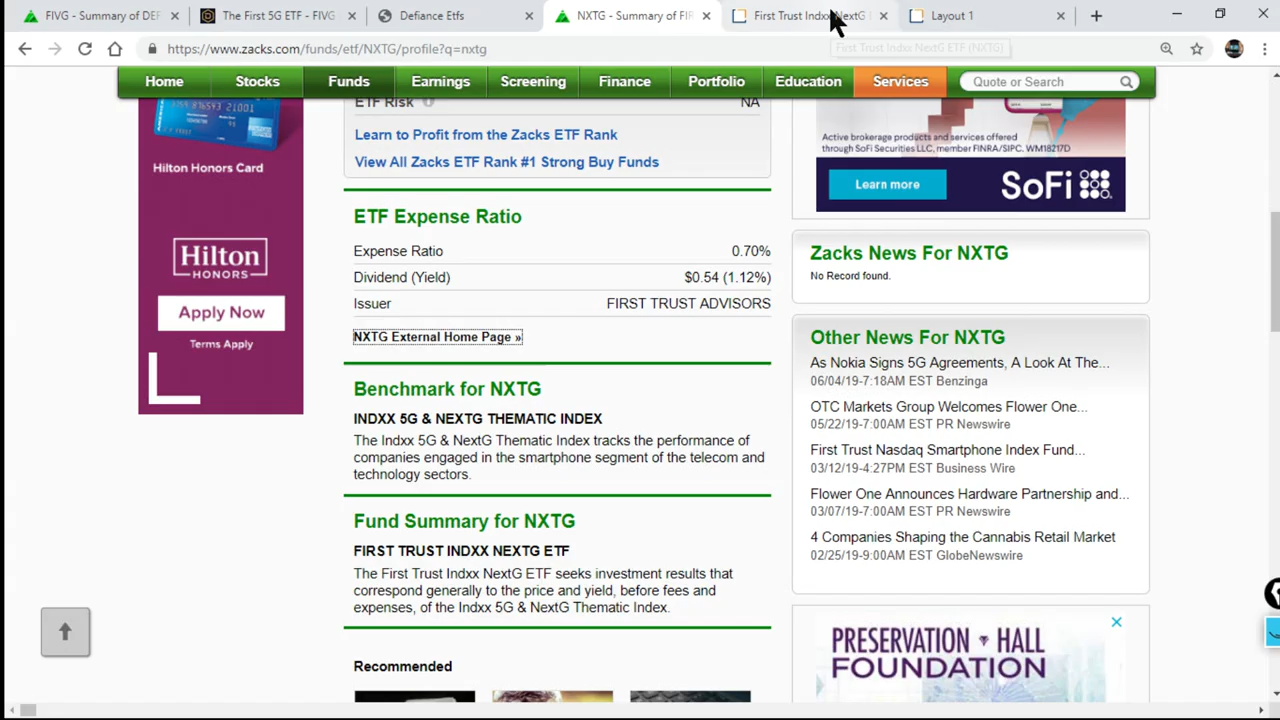 FIVG - Summary of DEF
The First 5G ETF - FIVG
Defiance Etfs
NXTG - Summary of FIR
First Trust Indxx NextG
Layout 1
https://www.zacks.com/funds/etf/NXTG/profile?q=nxtg
First Trust Indxx NextG ETF (NXTG)
Home
Stocks
Funds
Earnings
Screening
Finance
Portfolio
Education
Services
Quote or Search
Hilton Honors Card
Hilton
HONORS
Apply Now
Terms Apply
ETF Risk
NA
Learn to Profit from the Zacks ETF Rank
View All Zacks ETF Rank #1 Strong Buy Funds
ETF Expense Ratio
Expense Ratio 0.70%
Dividend (Yield) $0.54 (1.12%)
Issuer FIRST TRUST ADVISORS
NXTG External Home Page »
Benchmark for NXTG
INDXX 5G & NEXTG THEMATIC INDEX
The Indxx 5G & NextG Thematic Index tracks the performance of
companies engaged in the smartphone segment of the telecom and
technology sectors.
Fund Summary for NXTG
FIRST TRUST INDXX NEXTG ETF
The First Trust Indxx NextG ETF seeks investment results that
correspond generally to the price and yield, before fees and
expenses, of the Indxx 5G & NextG Thematic Index.
Recommended
Active brokerage products and services offered
through SoFi Securities LLC, member FINRA/SIPC. WM18217D
Learn more
SoFi
Zacks News For NXTG
No Record found.
Other News For NXTG
As Nokia Signs 5G Agreements, A Look At The...
06/04/19-7:18AM EST Benzinga
OTC Markets Group Welcomes Flower One...
05/22/19-7:00AM EST PR Newswire
First Trust Nasdaq Smartphone Index Fund...
03/12/19-4:27PM EST Business Wire
Flower One Announces Hardware Partnership and...
03/07/19-7:00AM EST PR Newswire
4 Companies Shaping the Cannabis Retail Market
02/25/19-9:00AM EST GlobeNewswire
PRESERVATION HALL
FOUNDATION